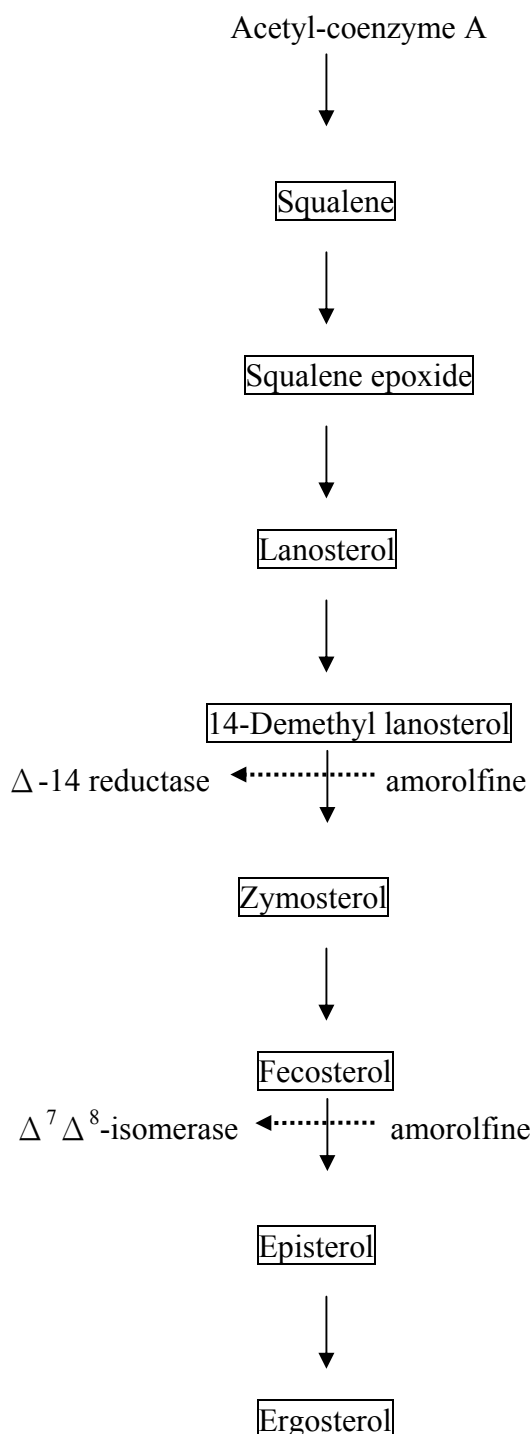 Acetyl-coenzyme A
Squalene
Squalene epoxide
Lanosterol
14-Demethyl lanosterol
Δ-14 reductase amorolfine
Zymosterol
Fecosterol
Δ⁷Δ⁸-isomerase amorolfine
Episterol
Ergosterol